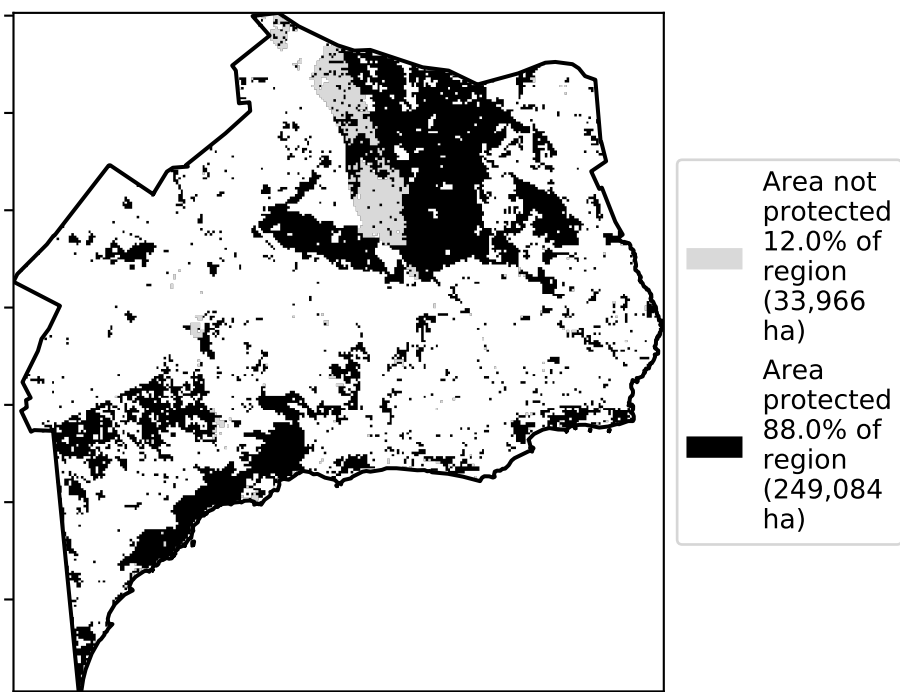 Area not
protected
12.0% of
region
(33,966
ha)
Area
protected
88.0% of
region
(249,084
ha)